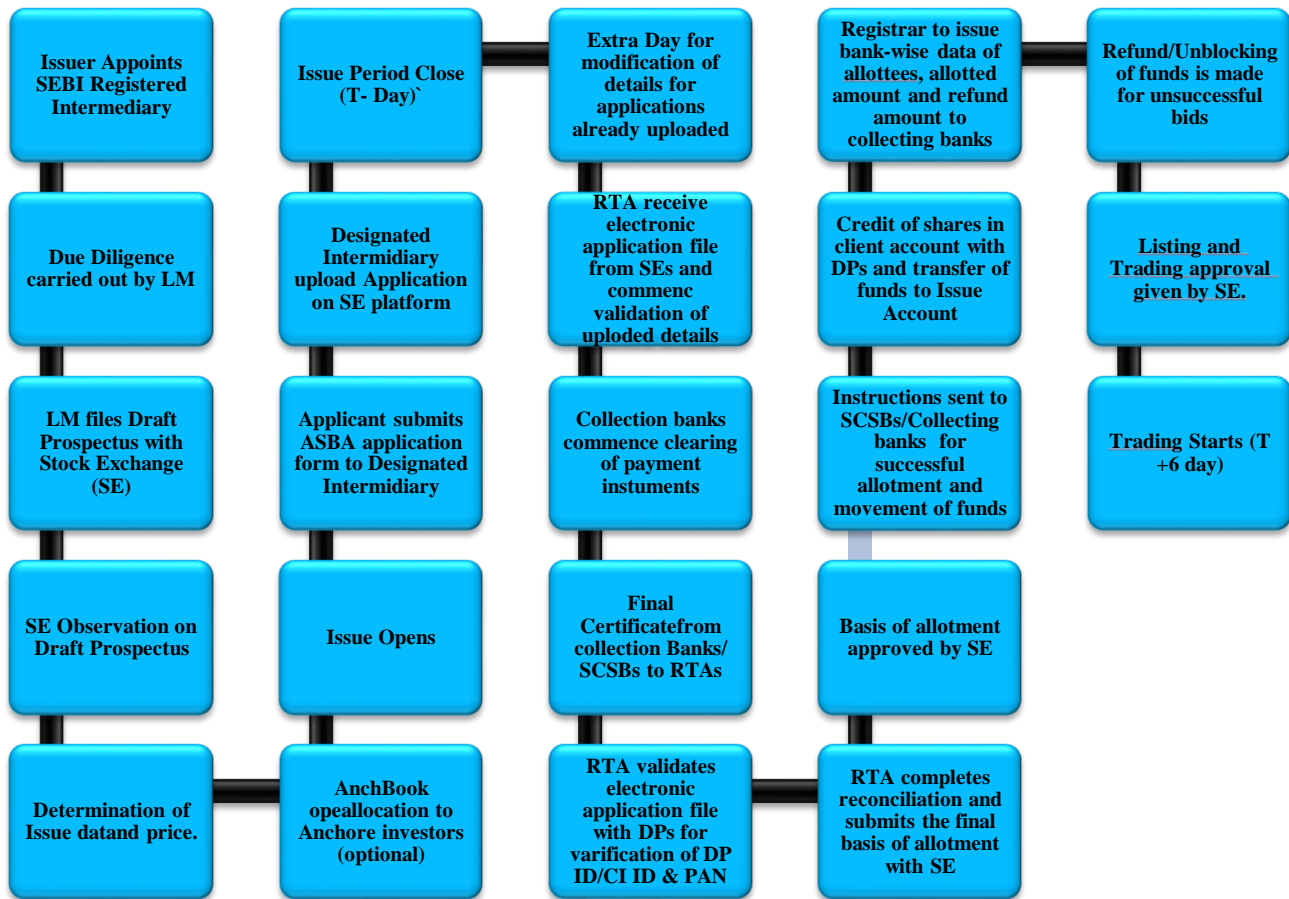 Issuer Appoints
SEBI Registered
Intermediary
Due Diligence
carried out by LM
LM files Draft
Prospectus with
Stock Exchange
(SE)
SE Observation on
Draft Prospectus
Determination of
Issue datand price.
AnchBook
opeallocation to
Anchore investors
(optional)
Issue Opens
Applicant submits
ASBA application
form to Designated
Intermidiary
Designated
Intermidiary
upload Application
on SE platform
Issue Period Close
(T- Day)`
Extra Day for
modification of
details for
applications
already uploaded
RTA receive
electronic
application file
from SEs and
commenc
validation of
uploded details
Collection banks
commence clearing
of payment
instuments
Final
Certificatefrom
collection Banks/
SCSBs to RTAs
RTA validates
electronic
application file
with DPs for
varification of DP
ID/CI ID & PAN
RTA completes
reconciliation and
submits the final
basis of allotment
with SE
Basis of allotment
approved by SE
Instructions sent to
SCSBs/Collecting
banks for
successful
allotment and
movement of funds
Credit of shares in
client account with
DPs and transfer of
funds to Issue
Account
Registrar to issue
bank-wise data of
allottees, allotted
amount and refund
amount to
collecting banks
Refund/Unblocking
of funds is made
for unsuccessful
bids
Listing and
Trading approval
given by SE.
Trading Starts (T
+6 day)